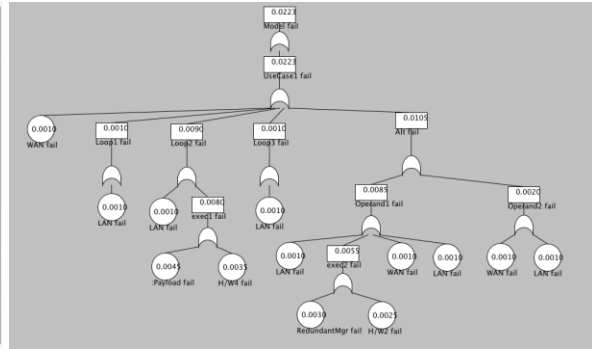 0.0223
Model fail
0.0223
UseCase1 fail
0.0010
WAN fail
0.0010
Loop1 fail
0.0090
Loop2 fail
0.0010
Loop3 fail
0.0105
Alt fail
0.0010
LAN fail
0.0010
LAN fail
0.0080
exec1 fail
0.0010
LAN fail
0.0085
Operand1 fail
0.0020
Operand2 fail
0.0045
:Payload fail
0.0035
H/W4 fail
0.0010
LAN fail
0.0055
exec2 fail
0.0010
WAN fail
0.0010
LAN fail
0.0010
WAN fail
0.0010
LAN fail
0.0030
RedundantMgr fail
0.0025
H/W2 fail